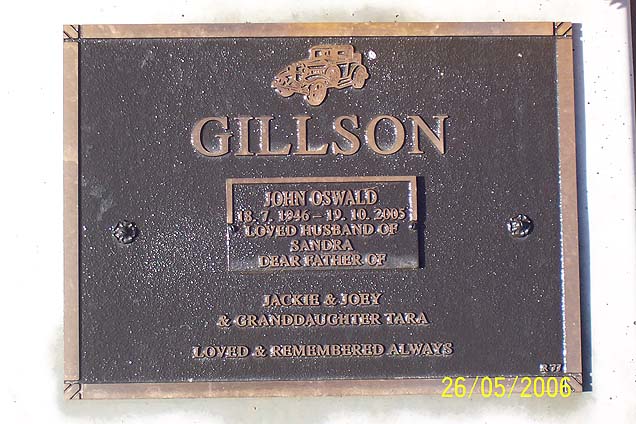 GILLSON
JOHN OSWALD
18. 7. 1946 – 19. 10. 2005
LOVED HUSBAND OF
SANDRA
DEAR FATHER OF
JACKIE & JOEY
& GRANDDAUGHTER TARA
LOVED & REMEMBERED ALWAYS
R 77
26/05/2006